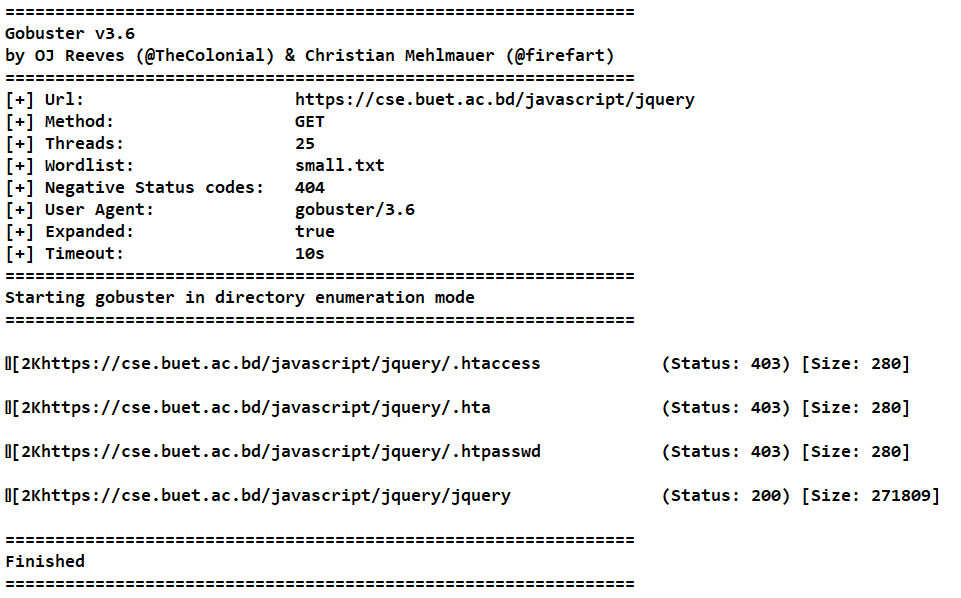 ===============================================================
Gobuster v3.6
by OJ Reeves (@TheColonial) & Christian Mehlmauer (@firefart)
===============================================================
[+] Url:                     https://cse.buet.ac.bd/javascript/jquery
[+] Method:                  GET
[+] Threads:                 25
[+] Wordlist:                small.txt
[+] Negative Status codes:   404
[+] User Agent:              gobuster/3.6
[+] Expanded:                true
[+] Timeout:                 10s
===============================================================
Starting gobuster in directory enumeration mode
===============================================================
[2Khttps://cse.buet.ac.bd/javascript/jquery/.htaccess            (Status: 403) [Size: 280]
[2Khttps://cse.buet.ac.bd/javascript/jquery/.hta                 (Status: 403) [Size: 280]
[2Khttps://cse.buet.ac.bd/javascript/jquery/.htpasswd            (Status: 403) [Size: 280]
[2Khttps://cse.buet.ac.bd/javascript/jquery/jquery               (Status: 200) [Size: 271809]
===============================================================
Finished
===============================================================